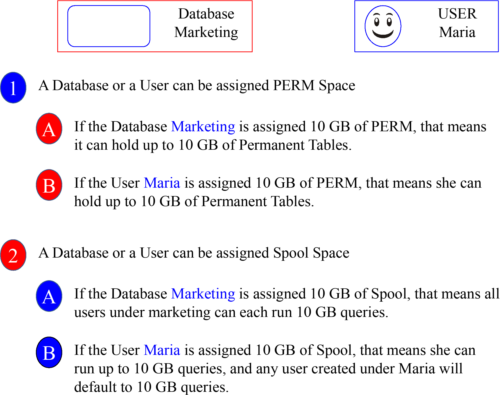 Database
Marketing
USER
Maria
1 A Database or a User can be assigned PERM Space
A If the Database Marketing is assigned 10 GB of PERM, that means
it can hold up to 10 GB of Permanent Tables.
B If the User Maria is assigned 10 GB of PERM, that means she can
hold up to 10 GB of Permanent Tables.
2 A Database or a User can be assigned Spool Space
A If the Database Marketing is assigned 10 GB of Spool, that means all
users under marketing can each run 10 GB queries.
B If the User Maria is assigned 10 GB of Spool, that means she can
run up to 10 GB queries, and any user created under Maria will
default to 10 GB queries.